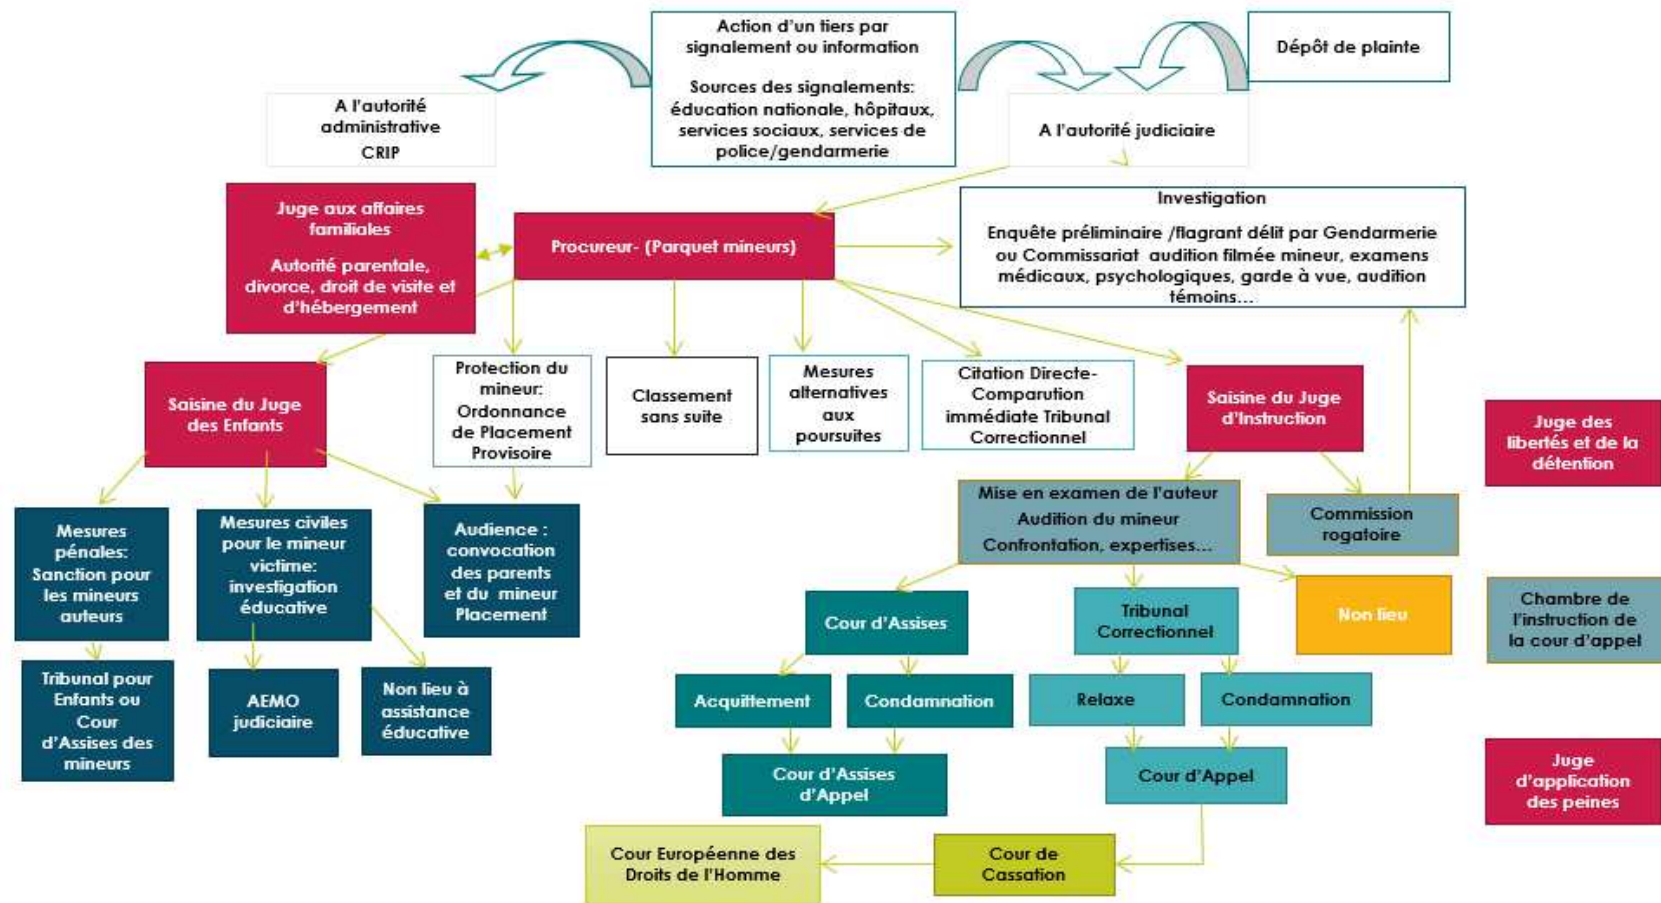 Action d'un tiers par
signalement ou information
Sources des signalements:
éducation nationale, hôpitaux,
services sociaux, services de
police/gendarmerie
Dépôt de plainte
A l'autorité
administrative
CRIP
A l'autorité judiciaire
Juge aux affaires
familiales
Autorité parentale,
divorce, droit de visite et
d'hébergement
Procureur- (Parquet mineurs)
Investigation
Enquête préliminaire /flagrant délit par Gendarmerie
ou Commissariat audition filmée mineur, examens
médicaux, psychologiques, garde à vue, audition
témoins...
Saisine du Juge
des Enfants
Protection du
mineur:
Ordonnance
de Placement
Provisoire
Classement
sans suite
Mesures
alternatives
aux
poursuites
Citation Directe-
Comparution
immédiate Tribunal
Correctionnel
Saisine du Juge
d'Instruction
Juge des
libertés et de la
détention
Mesures
pénales:
Sanction pour
les mineurs
auteurs
Mesures civiles
pour le mineur
victime:
investigation
éducative
Audience :
convocation
des parents
et du mineur
Placement
Mise en examen de l'auteur
Audition du mineur
Confrontation, expertises...
Commission
rogatoire
Cour d'Assises
Tribunal
Correctionnel
Non lieu
Chambre de
l'instruction de
la cour d'appel
Tribunal pour
Enfants ou
Cour
d'Assises des
mineurs
AEMO
judiciaire
Non lieu à
assistance
éducative
Acquittement
Condamnation
Relaxe
Condamnation
Cour d'Assises
d'Appel
Cour d'Appel
Juge
d'application
des peines
Cour Européenne des
Droits de l'Homme
Cour de
Cassation